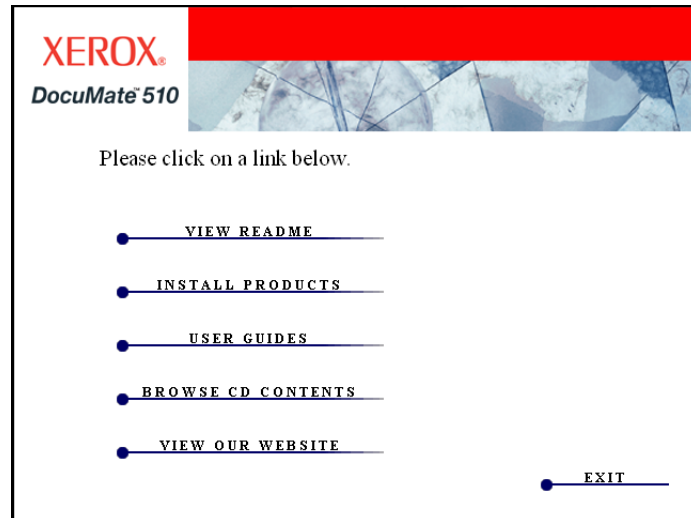 XEROX®
DocuMate™ 510
Please click on a link below.
VIEW README
INSTALL PRODUCTS
USER GUIDES
BROWSE CD CONTENTS
VIEW OUR WEBSITE
EXIT